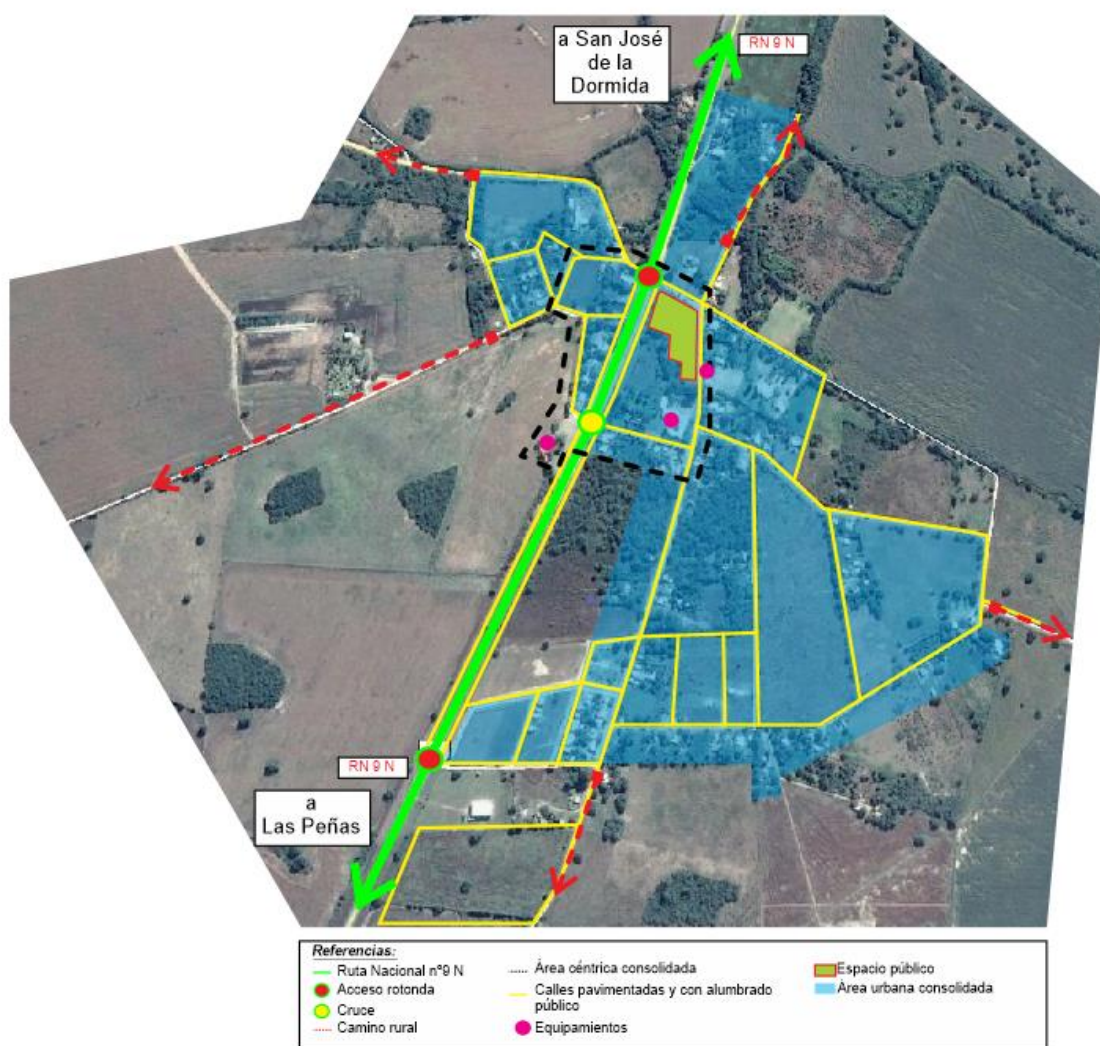 a San José
de la
Dormida
RN 9 N
RN 9 N
a
Las Peñas
Referencias:
Ruta Nacional nº9 N
Acceso rotonda
Cruce
Camino rural
Área céntrica consolidada
Calles pavimentadas y con alumbrado
público
Equipamientos
Espacio público
Área urbana consolidada